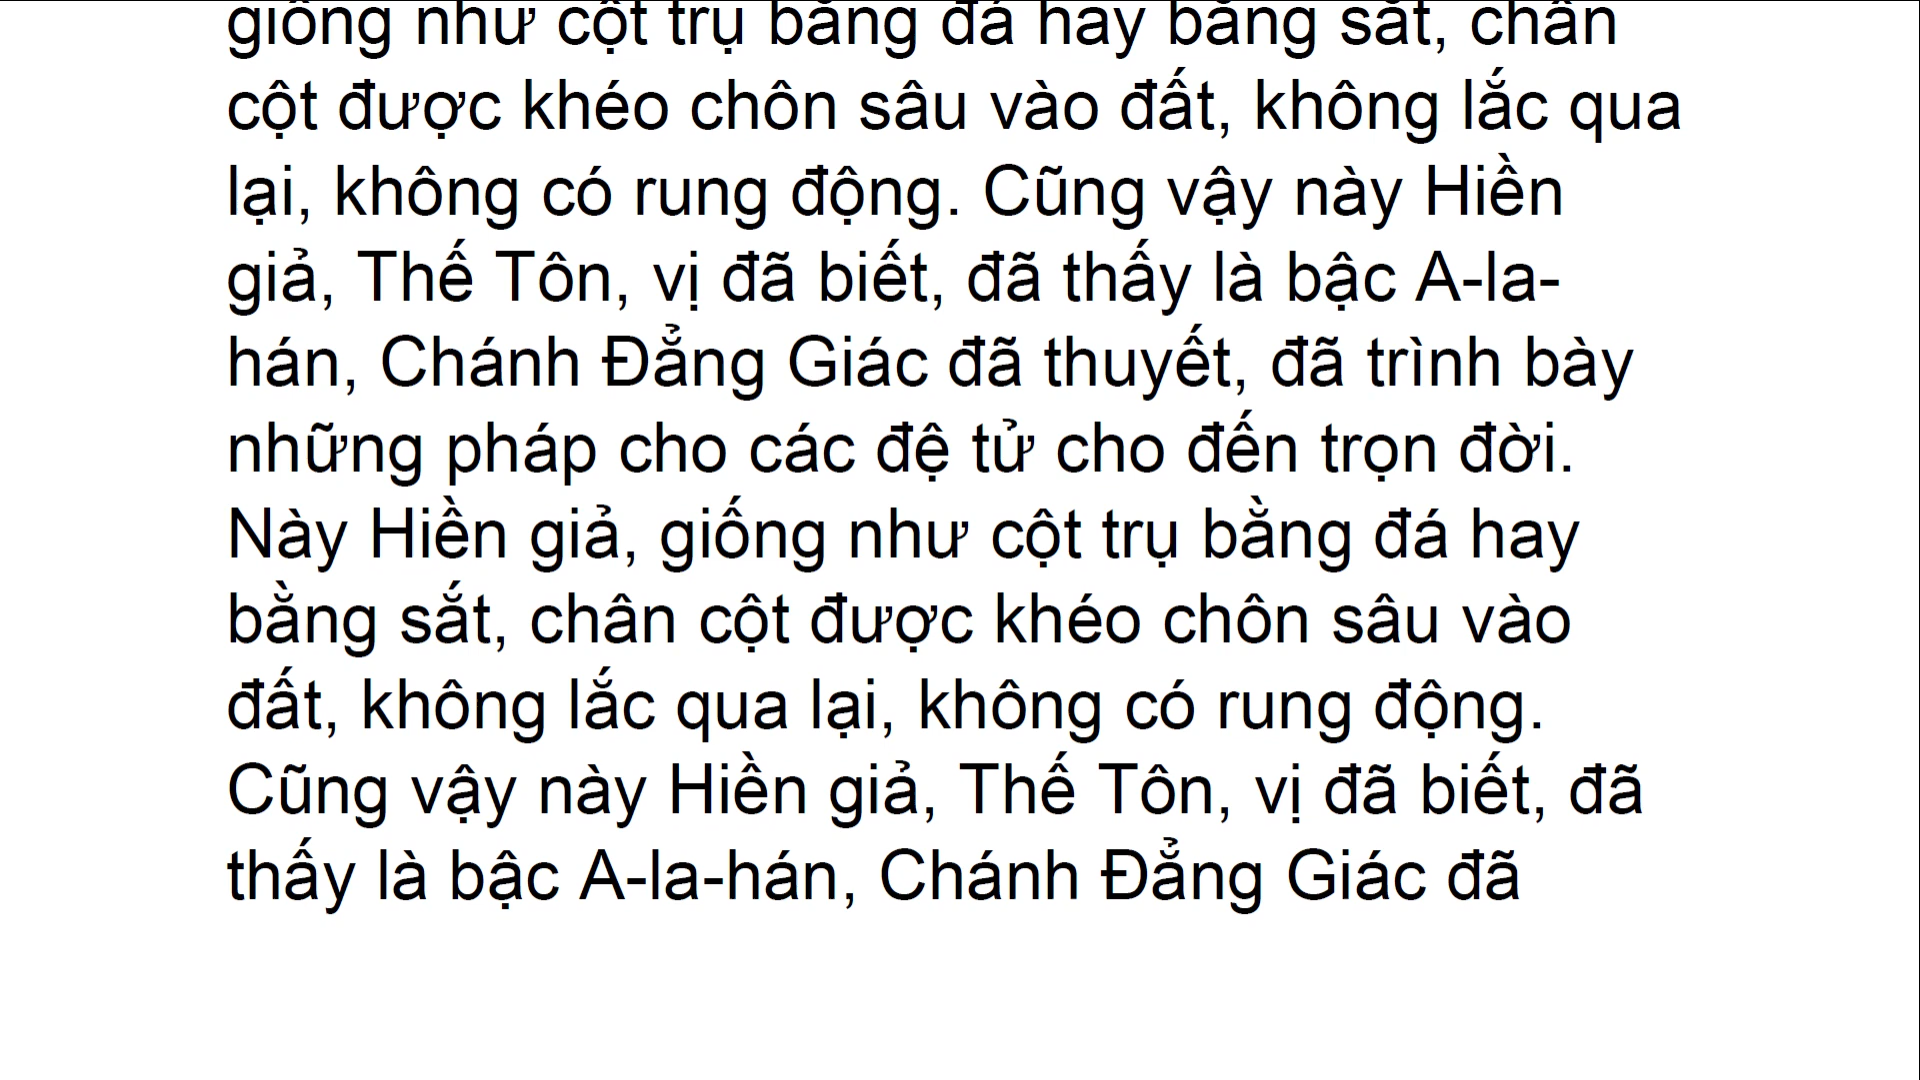 giống như cột trụ bằng đá hay bằng sắt, chân
cột được khéo chôn sâu vào đất, không lắc qua
lại, không có rung động. Cũng vậy này Hiền
giả, Thế Tôn, vị đã biết, đã thấy là bậc A-la-
hán, Chánh Đẳng Giác đã thuyết, đã trình bày
những pháp cho các đệ tử cho đến trọn đời.
Này Hiền giả, giống như cột trụ bằng đá hay
bằng sắt, chân cột được khéo chôn sâu vào
đất, không lắc qua lại, không có rung động.
Cũng vậy này Hiền giả, Thế Tôn, vị đã biết, đã
thấy là bậc A-la-hán, Chánh Đẳng Giác đã